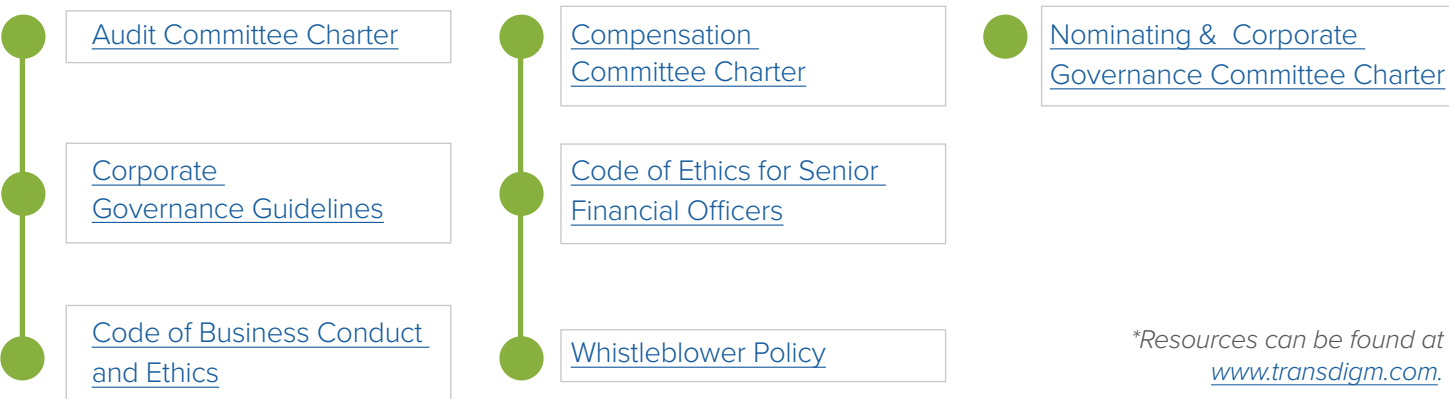 Audit Committee Charter
Corporate
Governance Guidelines
Code of Business Conduct
and Ethics
Compensation
Committee Charter
Code of Ethics for Senior
Financial Officers
Whistleblower Policy
Nominating & Corporate
Governance Committee Charter
*Resources can be found at
www.transdigm.com.